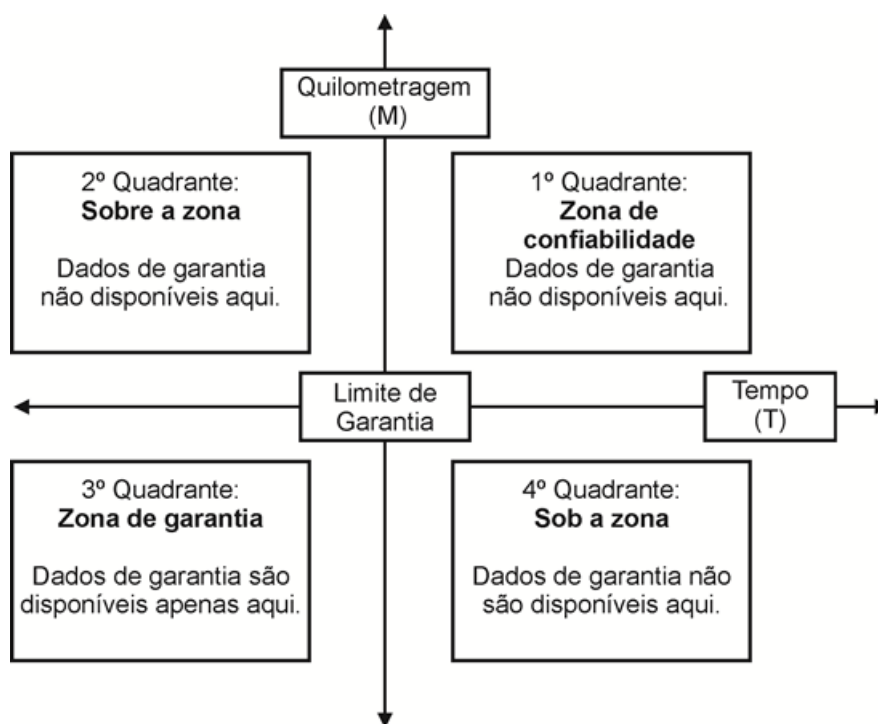 Quilometragem
(M)
2º Quadrante:
Sobre a zona
Dados de garantia
não disponíveis aqui.
1º Quadrante:
Zona de
confiabilidade
Dados de garantia
não disponíveis aqui.
Limite de
Garantia
Tempo
(T)
3º Quadrante:
Zona de garantia
Dados de garantia são
disponíveis apenas aqui.
4º Quadrante:
Sob a zona
Dados de garantia não
são disponíveis aqui.